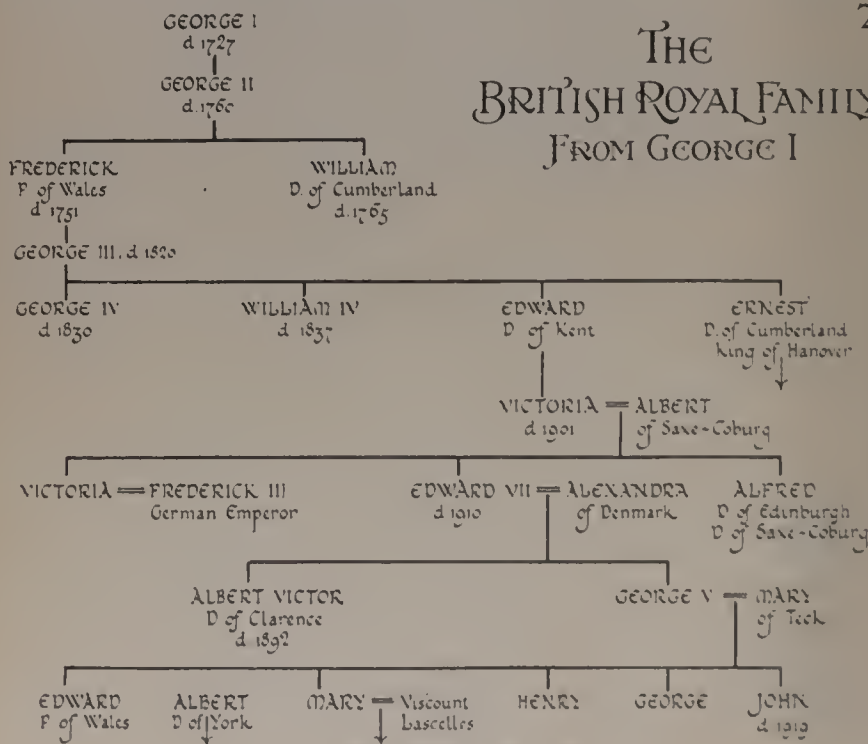 2
THE
BRITISH ROYAL FAMILY
FROM GEORGE I
GEORGE I
d 1727
GEORGE II
d. 1760
FREDERICK
P of Wales
d 1751
WILLIAM
D. of Cumberland
d. 1765
GEORGE III. d 1820
GEORGE IV
d 1830
WILLIAM IV
d 1837
EDWARD
D of Kent
ERNEST
D. of Cumberland
King of Hanover
VICTORIA = ALBERT
d 1901
of Saxe-Coburg
VICTORIA = FREDERICK III
German Emperor
EDWARD VII = ALEXANDRA
d 1910
of Denmark
ALFRED
D of Edinburgh
D of Saxe-Coburg
ALBERT VICTOR
D of Clarence
d 1892
GEORGE V = MARY
of Teck
EDWARD
P of Wales
ALBERT
D of York
MARY = Viscount
Lascelles
HENRY
GEORGE
JOHN
d 1919